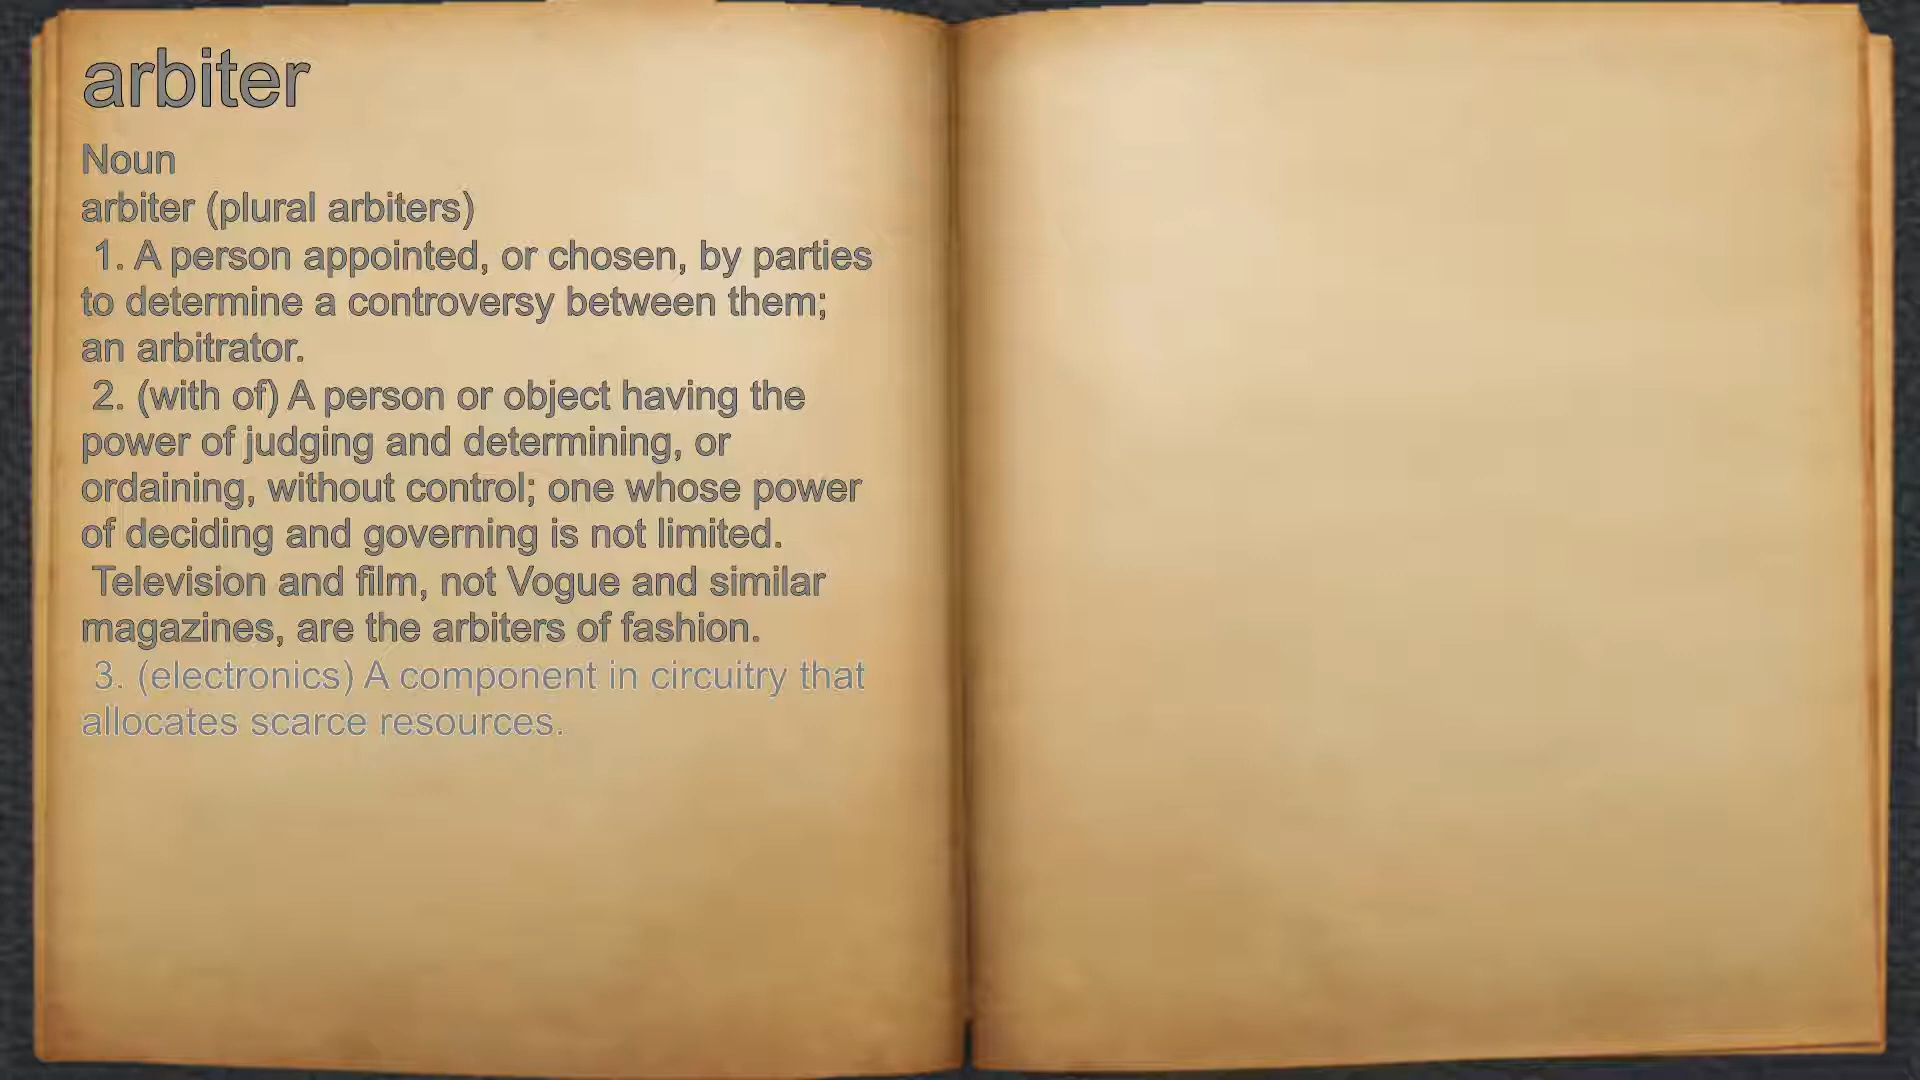 arbiter
Noun
arbiter (plural arbiters)
1. A person appointed, or chosen, by parties
to determine a controversy between them;
an arbitrator.
2. (with of) A person or object having the
power of judging and determining, or
ordaining, without control; one whose power
of deciding and governing is not limited.
Television and film, not Vogue and similar
magazines, are the arbiters of fashion.
3. (electronics) A component in circuitry that
allocates scarce resources.